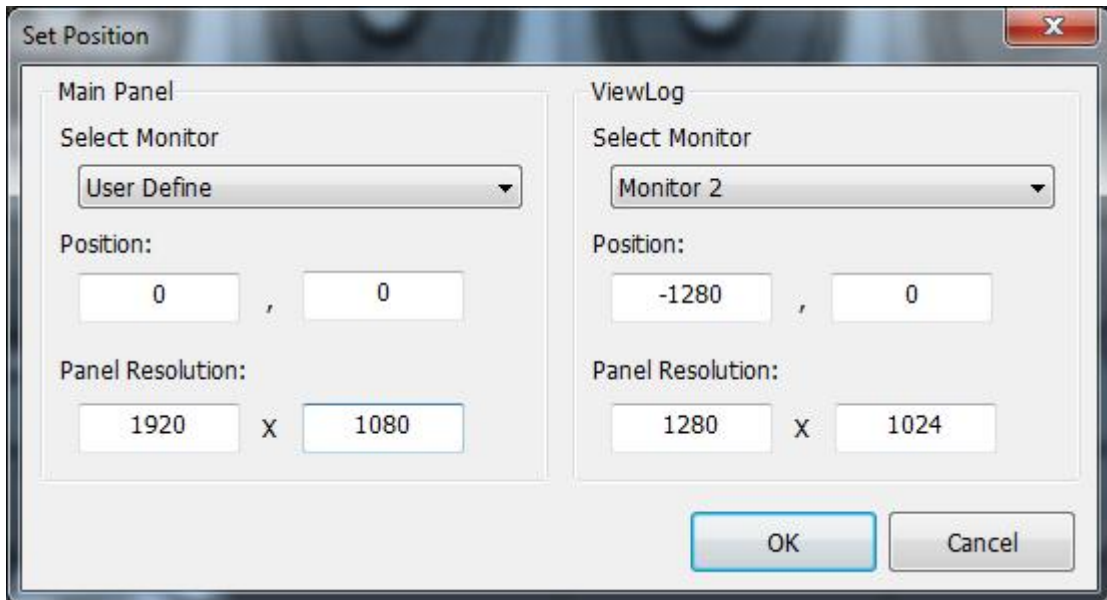 Set Position
Main Panel
Select Monitor
User Define
Position:
0 , 0
Panel Resolution:
1920 X 1080
ViewLog
Select Monitor
Monitor 2
Position:
-1280 , 0
Panel Resolution:
1280 X 1024
OK Cancel